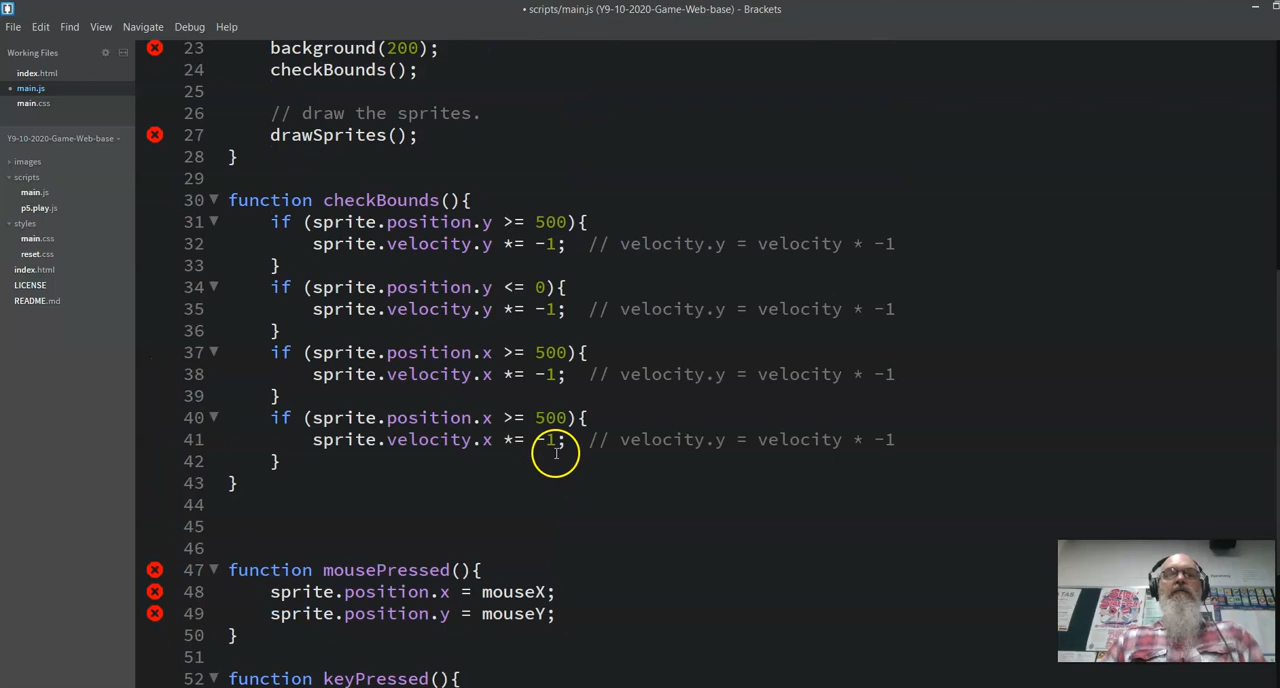 • scripts/main.js (Y9-10-2020-Game-Web-base) - Brackets
File Edit Find View Navigate Debug Help
Working Files
index.html
• main.js
main.css
Y9-10-2020-Game-Web-base
images
scripts
main.js
p5.play.js
styles
main.css
reset.css
index.html
LICENSE
README.md
23 background(200);
24 checkBounds();
25
26 // draw the sprites.
27 drawSprites();
28 }
29
30 function checkBounds(){
31 if (sprite.position.y >= 500){
32 sprite.velocity.y *= -1; // velocity.y = velocity * -1
33 }
34 if (sprite.position.y <= 0){
35 sprite.velocity.y *= -1; // velocity.y = velocity * -1
36 }
37 if (sprite.position.x >= 500){
38 sprite.velocity.x *= -1; // velocity.y = velocity * -1
39 }
40 if (sprite.position.x >= 500){
41 sprite.velocity.x *= -1; // velocity.y = velocity * -1
42 }
43 }
44
45
46
47 function mousePressed(){
48 sprite.position.x = mouseX;
49 sprite.position.y = mouseY;
50 }
51
52 function keyPressed(){